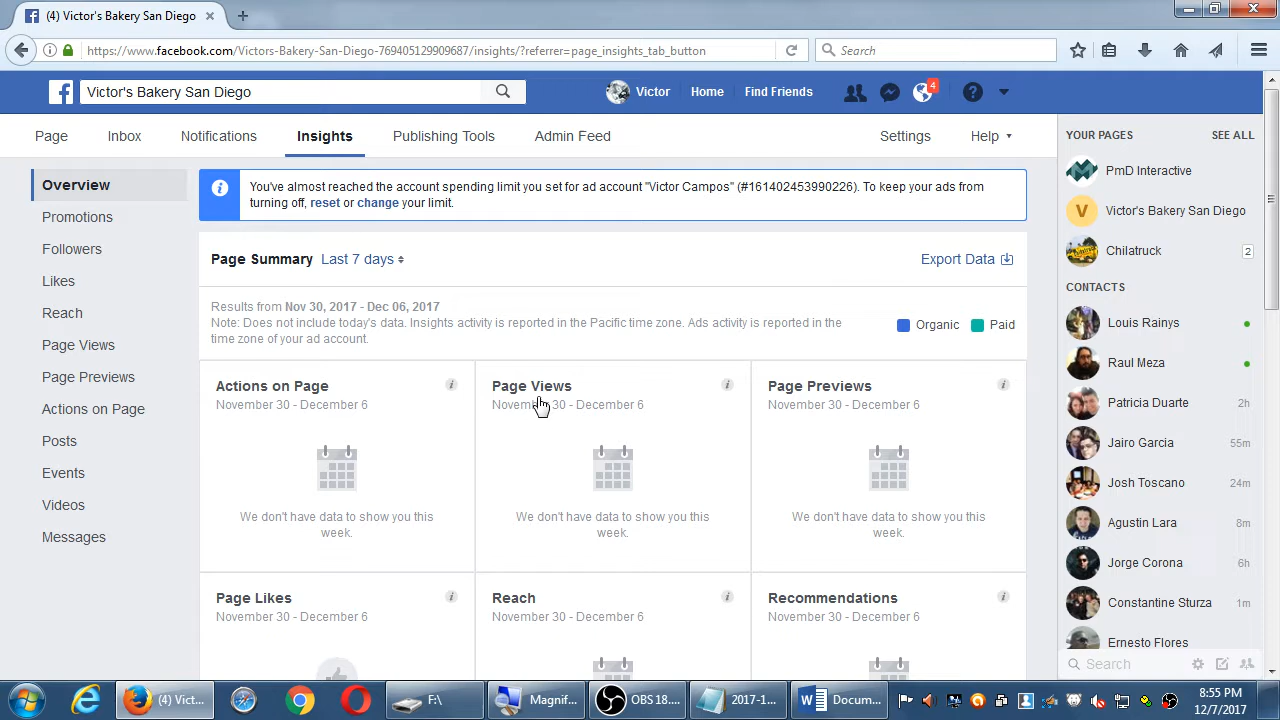 (4) Victor's Bakery San Diego
https://www.facebook.com/Victors-Bakery-San-Diego-769405129909687/insights/?referrer=page_insights_tab_button
Search
Victor's Bakery San Diego
Victor
Home
Find Friends
4
Page
Inbox
Notifications
Insights
Publishing Tools
Admin Feed
Settings
Help
Overview
Promotions
Followers
Likes
Reach
Page Views
Page Previews
Actions on Page
Posts
Events
Videos
Messages
You've almost reached the account spending limit you set for ad account "Victor Campos" (#161402453990226). To keep your ads from
turning off, reset or change your limit.
Page Summary Last 7 days
Export Data
Results from Nov 30, 2017 - Dec 06, 2017
Note: Does not include today's data. Insights activity is reported in the Pacific time zone. Ads activity is reported in the
time zone of your ad account.
Organic
Paid
Actions on Page
November 30 - December 6
We don't have data to show you this
week.
Page Views
November 30 - December 6
We don't have data to show you this
week.
Page Previews
November 30 - December 6
We don't have data to show you this
week.
Page Likes
November 30 - December 6
Reach
November 30 - December 6
Recommendations
November 30 - December 6
YOUR PAGES
SEE ALL
PmD Interactive
V
Victor's Bakery San Diego
Chilatruck
2
CONTACTS
Louis Rainys
Raul Meza
Patricia Duarte 2h
Jairo Garcia 55m
Josh Toscano 24m
Agustin Lara 8m
Jorge Corona 6h
Constantine Sturza 1m
Ernesto Flores
Search
(4) Vict...
F:\
Magnif...
OBS 18....
2017-1...
Docum...
8:55 PM
12/7/2017